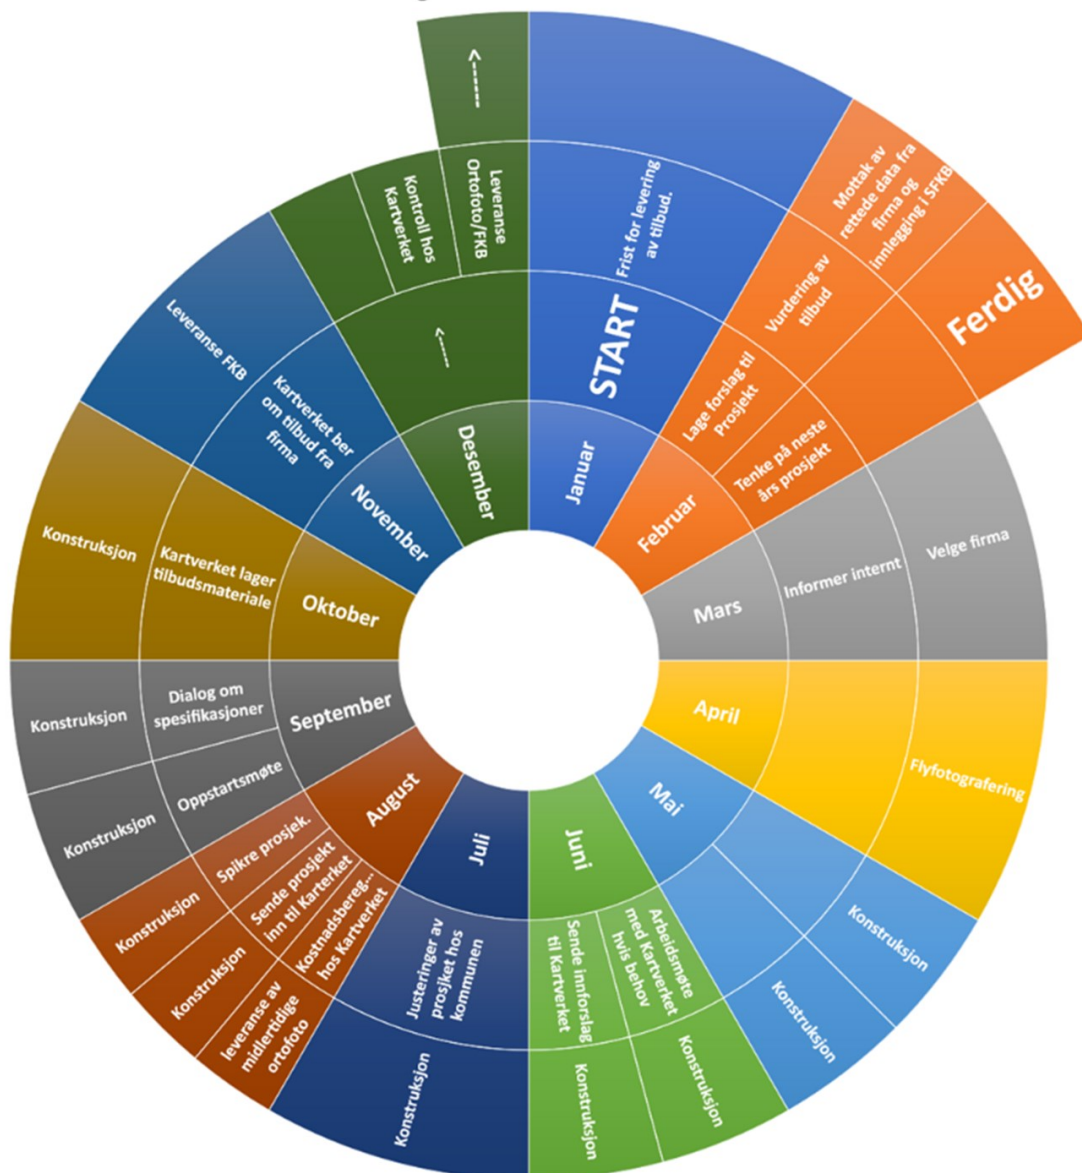 Januar
START
Frist for levering
av tilbud.
Februar
Lage forslag til
Prosjekt
Tenke på neste
års prosjekt
Vurdering av
tilbud
Mottak av
rettede data fra
firma og
innlegging i SFKB
Ferdig
Mars
Informer internt
Velge firma
April
Flyfotografering
Mai
Konstruksjon
Konstruksjon
Juni
Arbeidsmøte
med Kartverket
hvis behov
Konstruksjon
Sende innforslag
til Kartverket
Konstruksjon
Juli
Justeringer av
prosjket hos
kommunen
Konstruksjon
August
Kostnadsbereg...
hos Kartverket
leveranse av
midlertidige
ortofoto
Sende prosjekt
inn til Karterket
Konstruksjon
Spikre prosjek.
Konstruksjon
September
Oppstartsmøte
Konstruksjon
Dialog om
spesifikasjoner
Konstruksjon
Oktober
Kartverket lager
tilbudsmateriale
Konstruksjon
November
Kartverket ber
om tilbud fra
firma
Leveranse FKB
Desember
<-----
Kontroll hos
Kartverket
Leveranse
Ortofoto/FKB
<------